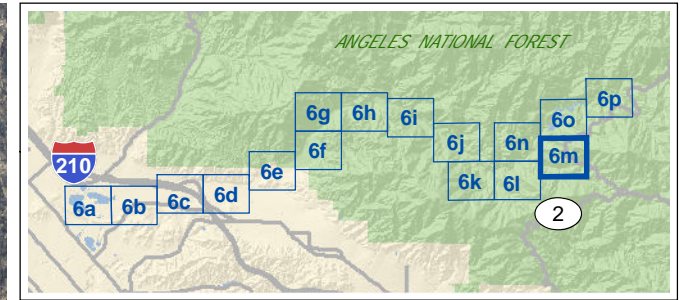 ANGELES NATIONAL FOREST
6p
6g 6h 6i 6o
6j 6n
6f 6m
210 6e
6k 6l
6a 6b 6c 6d
2